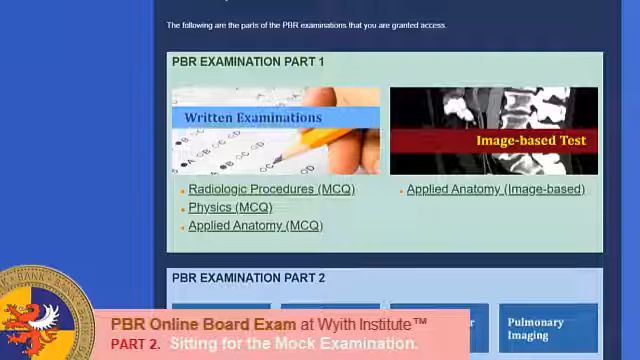 The following are the parts of the PBR examinations that you are granted access.
PBR EXAMINATION PART 1
Written Examinations
Image-based Test
Radiologic Procedures (MCQ)
Physics (MCQ)
Applied Anatomy (MCQ)
Applied Anatomy (Image-based)
PBR EXAMINATION PART 2
Pulmonary
Imaging
PBR Online Board Exam at Wyith Institute™
PART 2. Sitting for the Mock Examination.